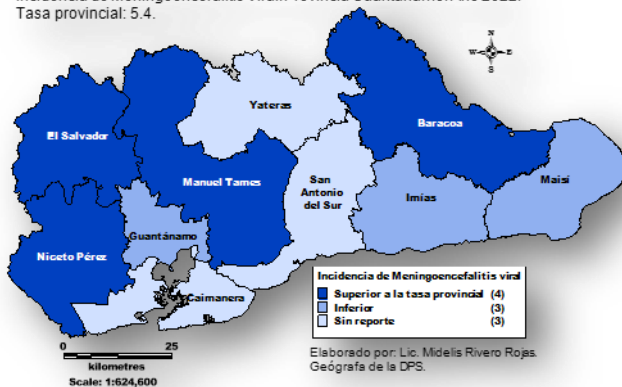 Tasa provincial: 5.4.
N
W E
S
Yateras
El Salvador
Baracoa
Manuel Tames
San
Antonio
del Sur
Maisí
Imías
Guantánamo
Niceto Pérez
Caimanera
Incidencia de Meningoencefalitis viral
Superior a la tasa provincial (4)
Inferior (3)
Sin reporte (3)
0 25
kilometres
Scale: 1:624,600
Elaborado por: Lic. Midelis Rivero Rojas.
Geógrafa de la DPS.